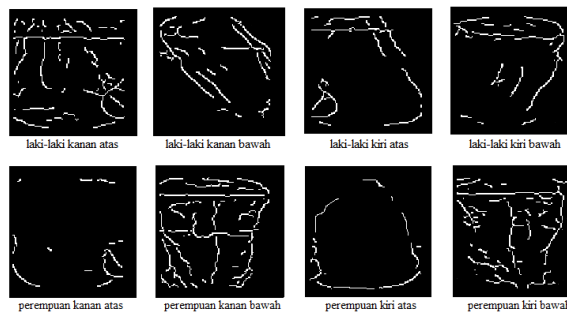 laki-laki kanan atas
laki-laki kanan bawah
laki-laki kiri atas
laki-laki kiri bawah
perempuan kanan atas
perempuan kanan bawah
perempuan kiri atas
perempuan kiri bawah